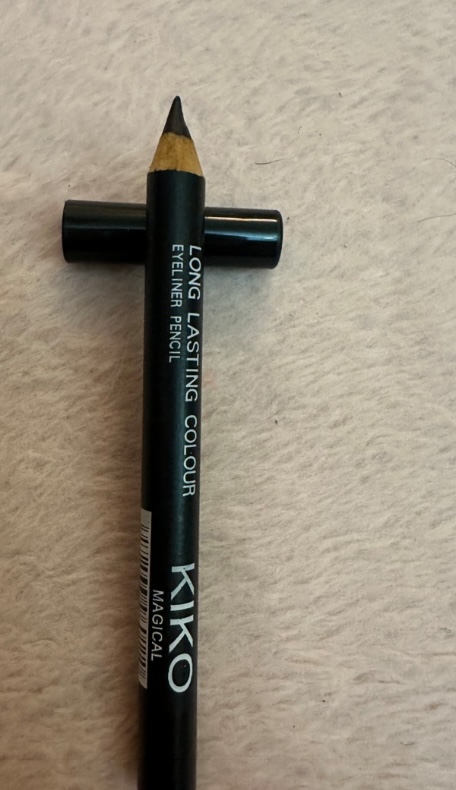 LONG LASTING COLOUR
EYELINER PENCIL
KIKO
MAGICAL